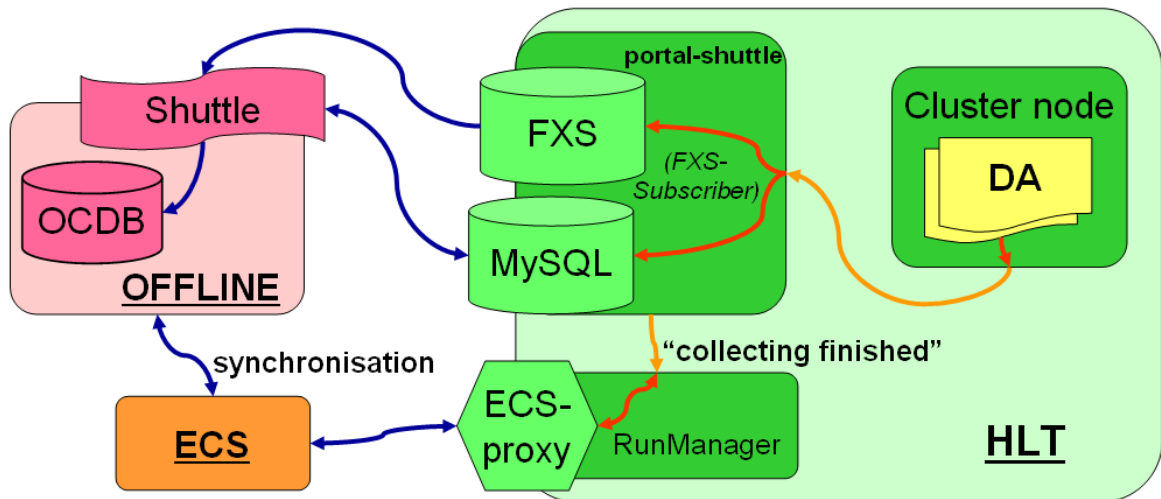 portal-shuttle
Shuttle
FXS
Cluster node
(FXS-
Subscriber)
DA
OCDB
MySQL
OFFLINE
synchronisation
“collecting finished”
ECS-
proxy
ECS
RunManager
HLT